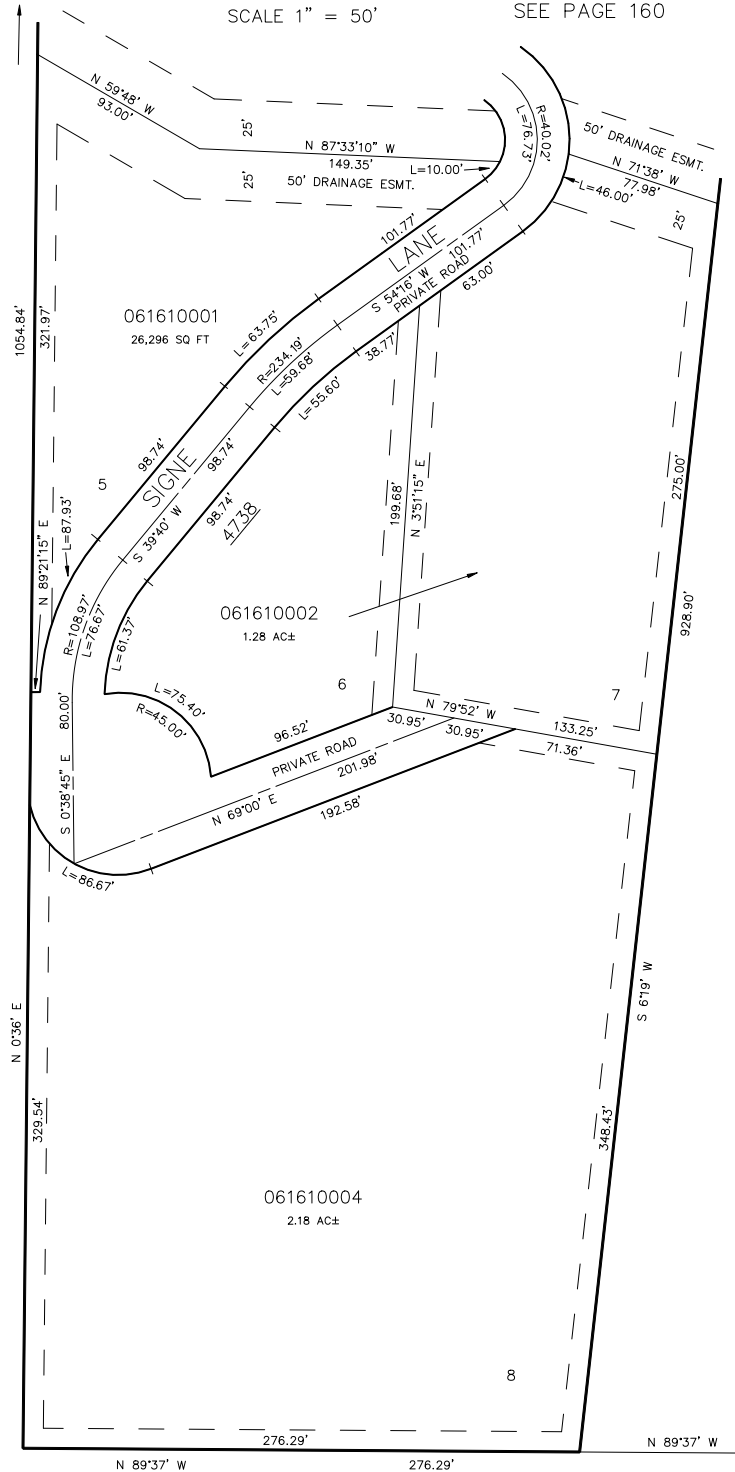 SCALE 1” = 50’
SEE PAGE 160
N 59°48’ W
93.00’
25’
N 87°33’10” W
149.35’
25’
50’ DRAINAGE ESMT.
L=10.00’
R=40.02’
L=76.73’
50’ DRAINAGE ESMT.
N 71°38’ W
77.98’
L=46.00’
25’
1054.84’
321.97’
061610001
26,296 SQ FT
101.77’
LANE
S 54°16’ W
101.77’
PRIVATE ROAD
63.00’
38.77’
L=63.75’
R=234.19’
L=59.68’
L=55.60’
98.74’
SIGNE
98.74’
S 39°40’ W
98.74’
4738
5
L=87.93’
N 89°21’15” E
R=108.97’
L=76.67’
L=61.37’
199.68’
N 3°51’15” E
275.00’
928.90’
061610002
1.28 AC±
6
7
L=75.40’
R=45.00’
80.00’
S 0°38’45” E
96.52’
PRIVATE ROAD
201.98’
N 69°00’ E
192.58’
N 79°52’ W
30.95’
30.95’
133.25’
71.36’
L=86.67’
N 0°36’ E
329.54’
S 6°19’ W
348.43’
061610004
2.18 AC±
8
276.29’
N 89°37’ W
276.29’
N 89°37’ W